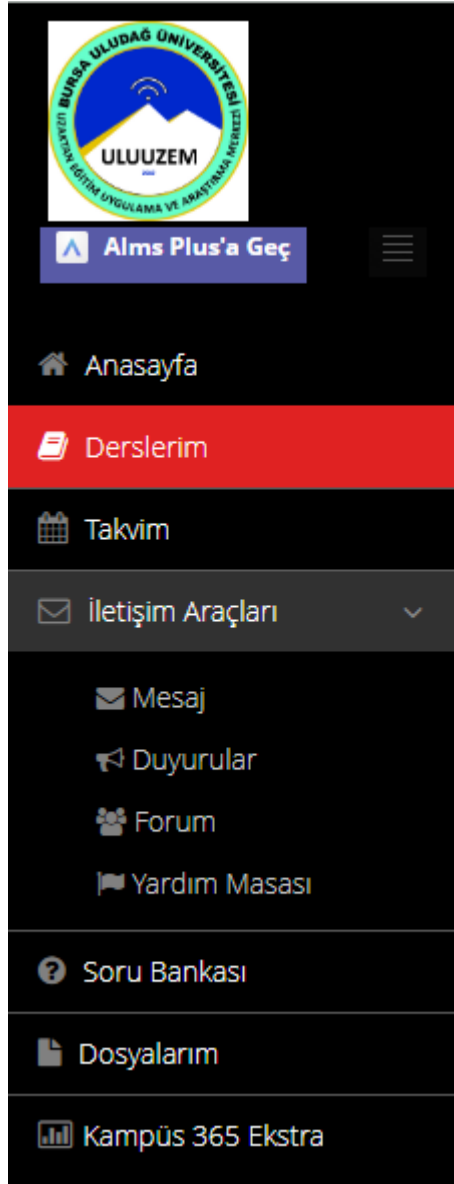 BURSA ULUDAĞ ÜNİVERSİTESİ
UZAKTAN EĞİTİM UYGULAMA VE ARAŞTIRMA MERKEZİ
ULUUZEM
Alms Plus'a Geç
Anasayfa
Derslerim
Takvim
İletişim Araçları
Mesaj
Duyurular
Forum
Yardım Masası
Soru Bankası
Dosyalarım
Kampüs 365 Ekstra